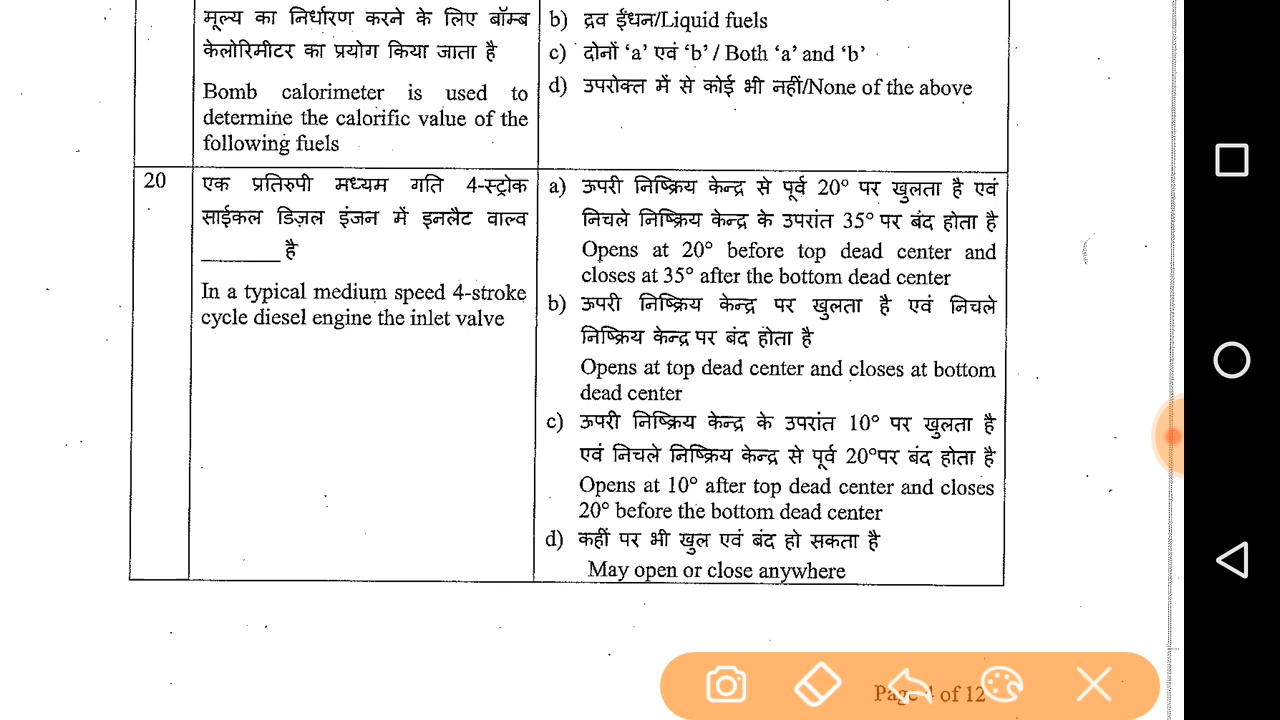 मूल्य का निर्धारण करने के लिए बॉम्ब
केलोरिमीटर का प्रयोग किया जाता है
Bomb calorimeter is used to
determine the calorific value of the
following fuels
b) द्रव ईंधन/Liquid fuels
c) दोनों ‘a’ एवं ‘b’ / Both ‘a’ and ‘b’
d) उपरोक्त में से कोई भी नहीं/None of the above
20
एक प्रतिरुपी मध्यम गति 4-स्ट्रोक
साईकल डिज़ल इंजन में इनलैट वाल्व
________ है
In a typical medium speed 4-stroke
cycle diesel engine the inlet valve
a) ऊपरी निष्क्रिय केन्द्र से पूर्व 20° पर खुलता है एवं
निचले निष्क्रिय केन्द्र के उपरांत 35° पर बंद होता है
Opens at 20° before top dead center and
closes at 35° after the bottom dead center
b) ऊपरी निष्क्रिय केन्द्र पर खुलता है एवं निचले
निष्क्रिय केन्द्र पर बंद होता है
Opens at top dead center and closes at bottom
dead center
c) ऊपरी निष्क्रिय केन्द्र के उपरांत 10° पर खुलता है
एवं निचले निष्क्रिय केन्द्र से पूर्व 20°पर बंद होता है
Opens at 10° after top dead center and closes
20° before the bottom dead center
d) कहीं पर भी खुल एवं बंद हो सकता है
May open or close anywhere
Page of 12